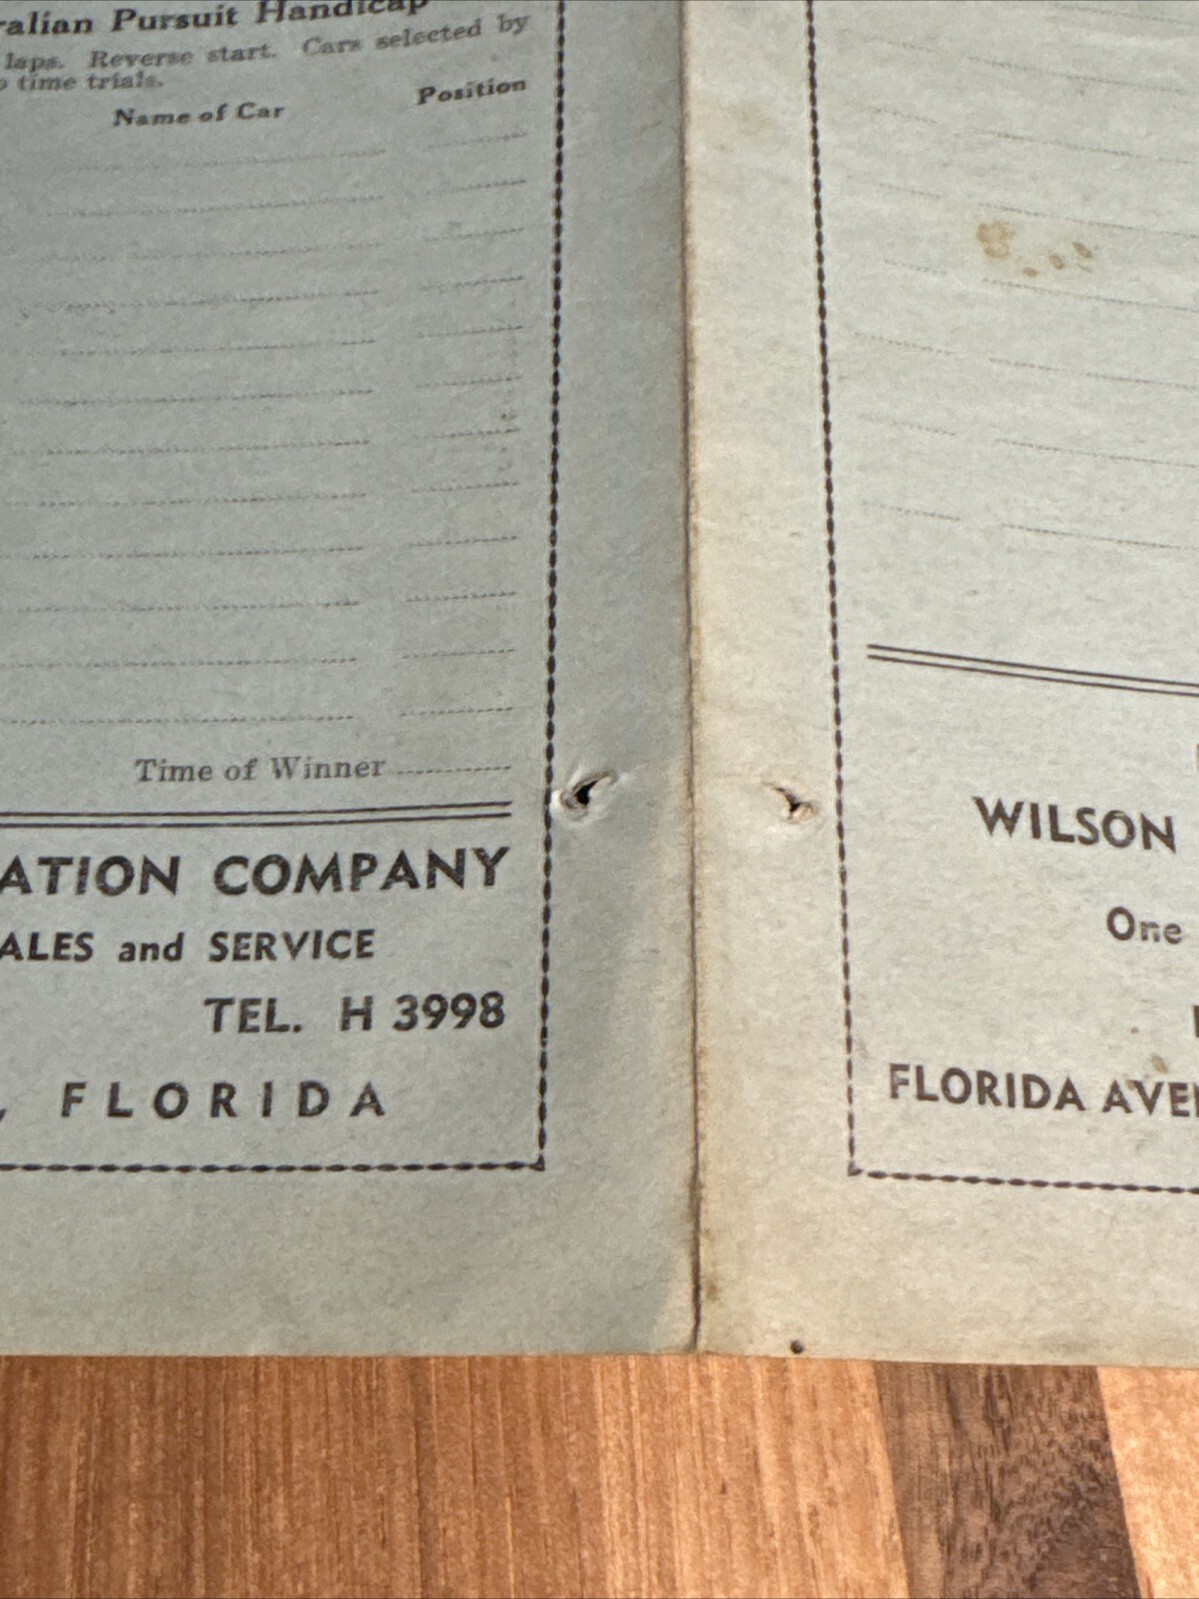 ralian Pursuit Handicap
laps. Reverse start. Cars selected by
time trials.
Name of Car Position
Time of Winner
ATION COMPANY
ALES and SERVICE
TEL. H 3998
, FLORIDA
WILSON
One
FLORIDA AVE